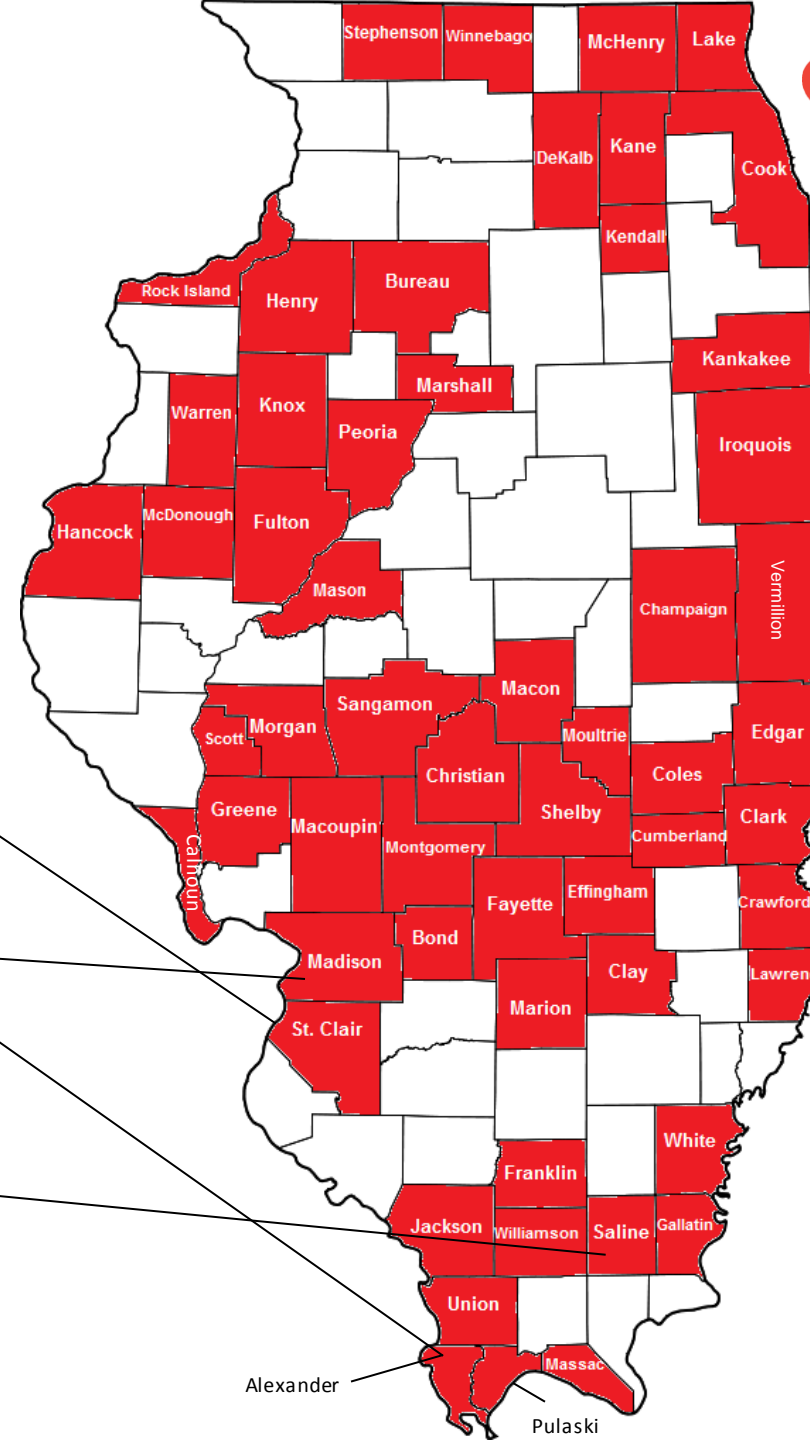 Stephenson
Winnebago
McHenry
Lake
DeKalb
Kane
Cook
Kendall
Rock Island
Henry
Bureau
Kankakee
Marshall
Warren
Knox
Peoria
Iroquois
Hancock
McDonough
Fulton
Mason
Champaign
Vermillion
Sangamon
Macon
Scott
Morgan
Moultrie
Edgar
Christian
Coles
Greene
Macoupin
Shelby
Clark
Montgomery
Cumberland
Calhoun
Fayette
Effingham
Crawford
Bond
Madison
Clay
Lawren
Marion
St. Clair
White
Franklin
Jackson
Williamson
Saline
Gallatin
Union
Massac
Alexander
Pulaski